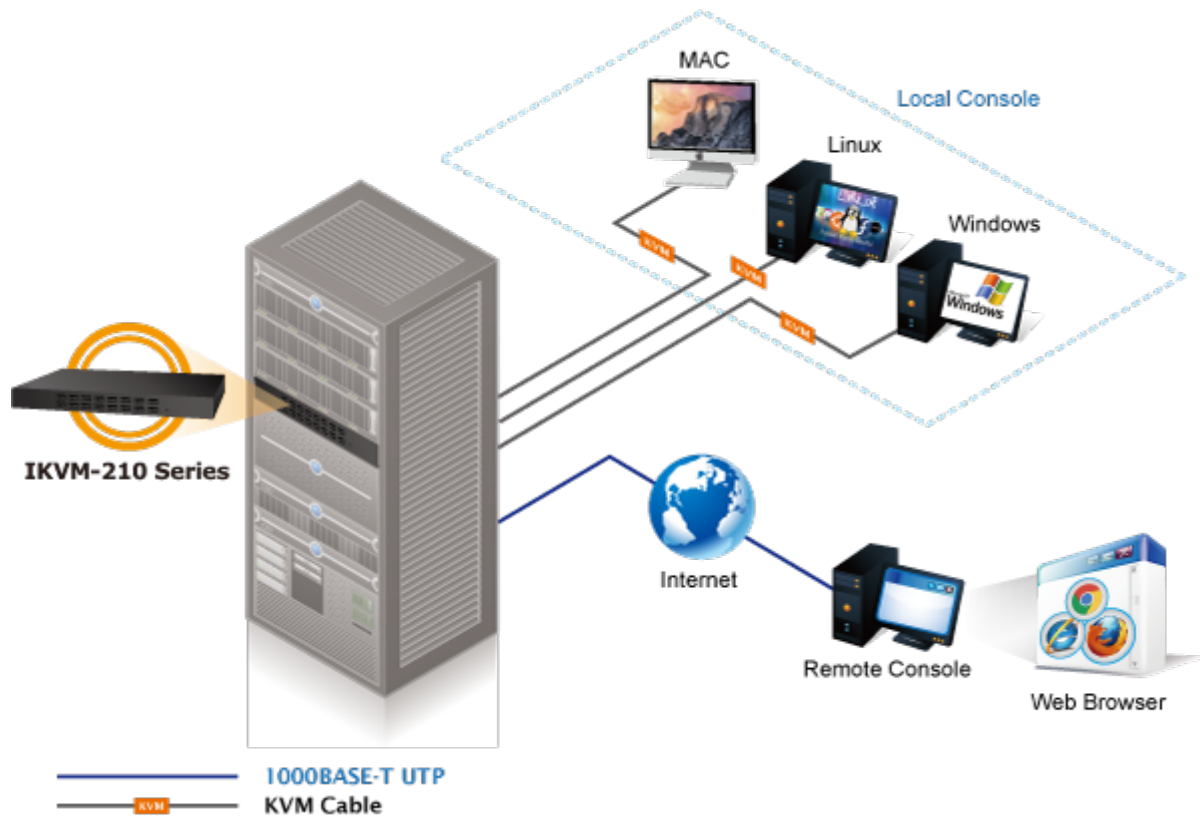 MAC
Local Console
Linux
Windows
KVM
KVM
KVM
Windows
IKVM-210 Series
Internet
Remote Console
Web Browser
1000BASE-T UTP
KVM
KVM Cable